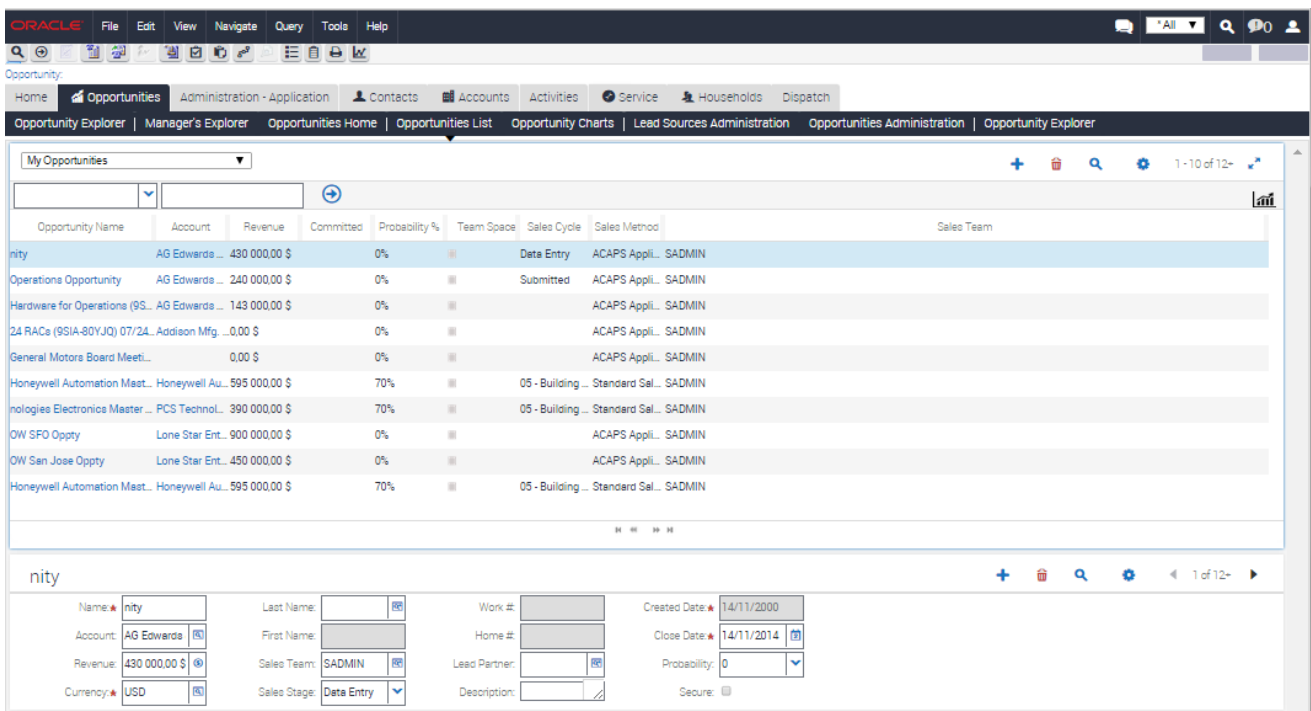 ORACLE File Edit View Navigate Query Tools Help *All 0
Opportunity:
Home Opportunities Administration - Application Contacts Accounts Activities Service Households Dispatch
Opportunity Explorer | Manager's Explorer Opportunities Home | Opportunities List Opportunity Charts | Lead Sources Administration Opportunities Administration | Opportunity Explorer
My Opportunities 1 - 10 of 12+
Opportunity Name Account Revenue Committed Probability % Team Space Sales Cycle Sales Method Sales Team
nity AG Edwards ... 430 000,00 $ 0% Data Entry ACAPS Appli... SADMIN
Operations Opportunity AG Edwards ... 240 000,00 $ 0% Submitted ACAPS Appli... SADMIN
Hardware for Operations (9S... AG Edwards ... 143 000,00 $ 0% ACAPS Appli... SADMIN
24 RACs (9SIA-80YJQ) 07/24... Addison Mfg. ... 0,00 $ 0% ACAPS Appli... SADMIN
General Motors Board Meeti... 0,00 $ 0% ACAPS Appli... SADMIN
Honeywell Automation Mast... Honeywell Au... 595 000,00 $ 70% 05 - Building ... Standard Sal... SADMIN
nologies Electronics Master ... PCS Technol... 390 000,00 $ 70% 05 - Building ... Standard Sal... SADMIN
OW SFO Oppty Lone Star Ent... 900 000,00 $ 0% ACAPS Appli... SADMIN
OW San Jose Oppty Lone Star Ent... 450 000,00 $ 0% ACAPS Appli... SADMIN
Honeywell Automation Mast... Honeywell Au... 595 000,00 $ 70% 05 - Building ... Standard Sal... SADMIN
nity 1 of 12+
Name: nity Last Name: Work #: Created Date: 14/11/2000
Account: AG Edwards First Name: Home #: Close Date: 14/11/2014
Revenue: 430 000,00 $ Sales Team: SADMIN Lead Partner: Probability: 0
Currency: USD Sales Stage: Data Entry Description: Secure: